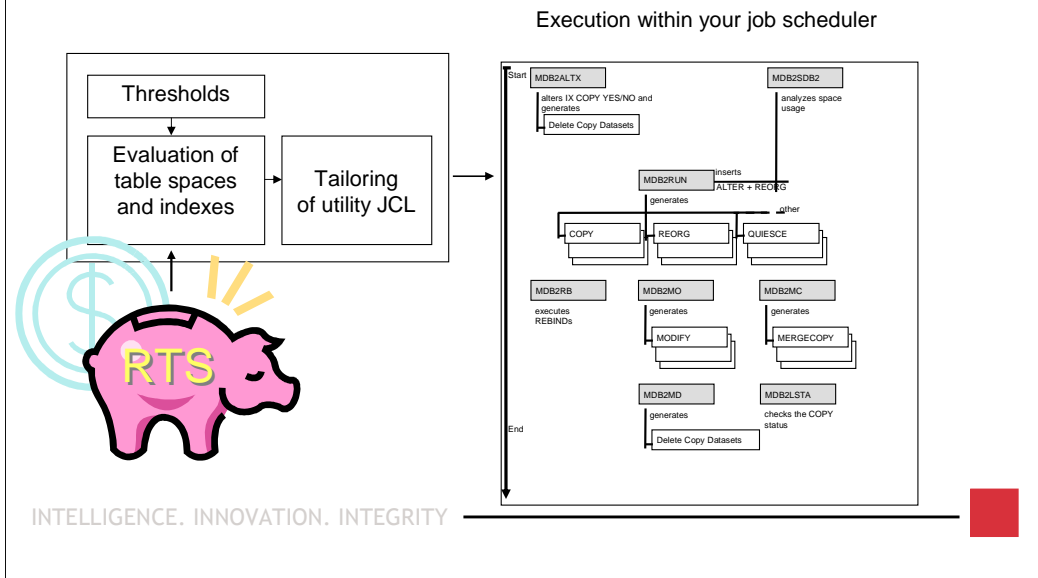 Execution within your job scheduler
Thresholds
Evaluation of
table spaces
and indexes
Tailoring
of utility JCL
RTS
Start
MDB2ALTX
alters IX COPY YES/NO and
generates
Delete Copy Datasets
MDB2SDB2
analyzes space
usage
MDB2RUN
inserts
ALTER + REORG
generates
other
COPY
REORG
QUIESCE
MDB2RB
executes
REBINDs
MDB2MO
generates
MODIFY
MDB2MC
generates
MERGECOPY
MDB2MD
generates
Delete Copy Datasets
MDB2LSTA
checks the COPY
status
End
INTELLIGENCE. INNOVATION. INTEGRITY